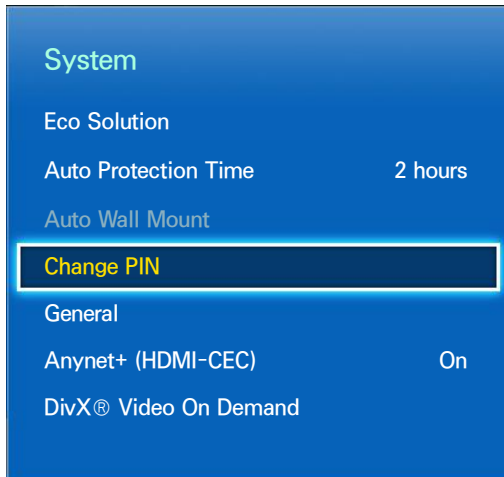 System
Eco Solution
Auto Protection Time 2 hours
Auto Wall Mount
Change PIN
General
Anynet+ (HDMI-CEC) On
DivX® Video On Demand